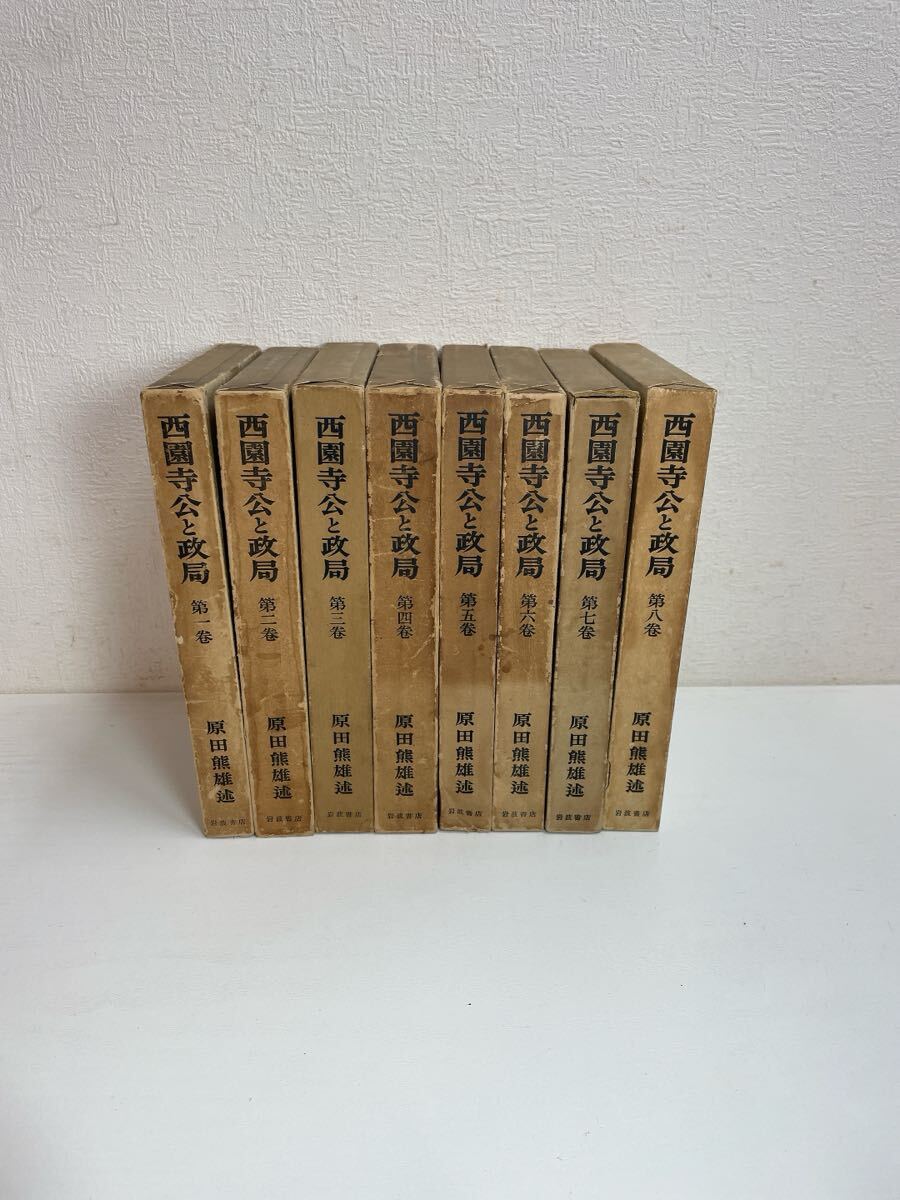 西園寺公と政局 第一巻 原田熊雄述 岩波書店
西園寺公と政局 第二巻 原田熊雄述 岩波書店
西園寺公と政局 第三巻 原田熊雄述 岩波書店
西園寺公と政局 第四巻 原田熊雄述 岩波書店
西園寺公と政局 第五巻 原田熊雄述 岩波書店
西園寺公と政局 第六巻 原田熊雄述 岩波書店
西園寺公と政局 第七巻 原田熊雄述 岩波書店
西園寺公と政局 第八巻 原田熊雄述 岩波書店